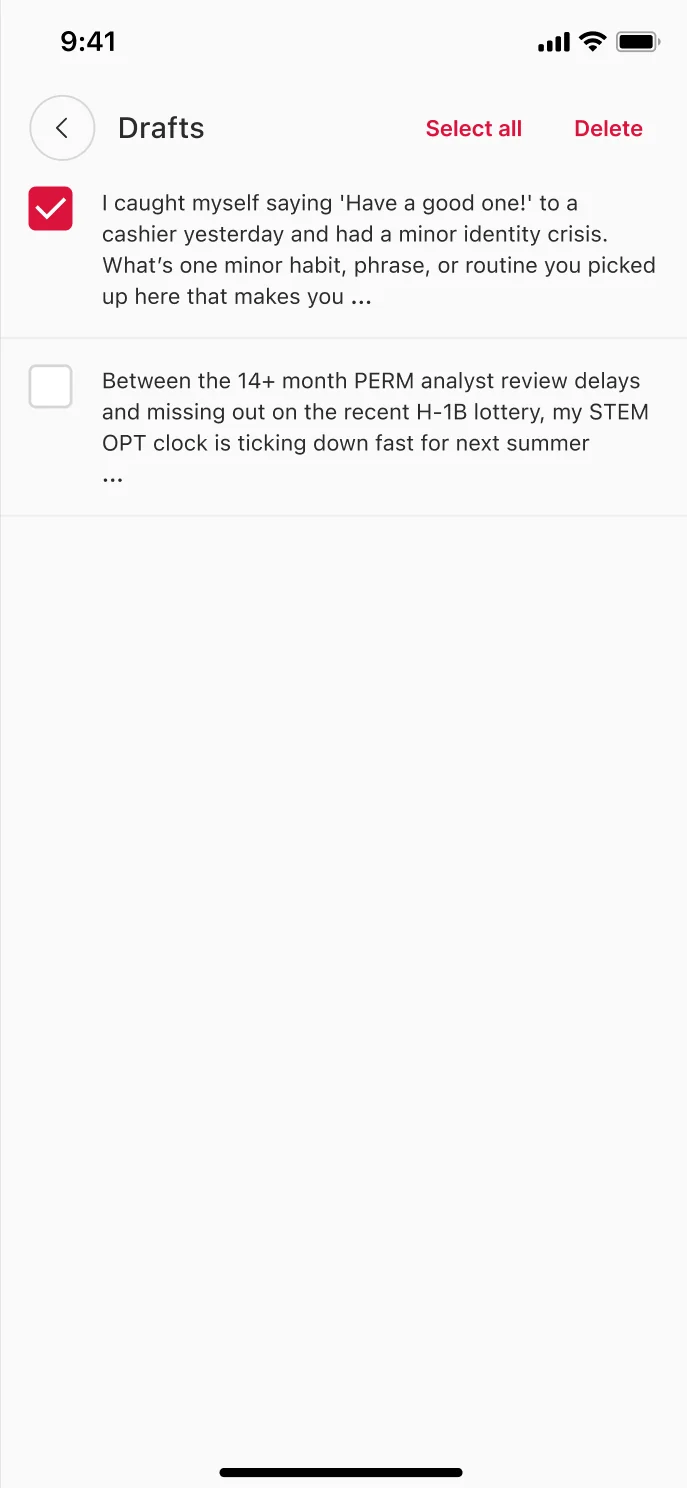 9:41
Drafts
Select all
Delete
I caught myself saying 'Have a good one!' to a
cashier yesterday and had a minor identity crisis.
What’s one minor habit, phrase, or routine you picked
up here that makes you ...
Between the 14+ month PERM analyst review delays
and missing out on the recent H-1B lottery, my STEM
OPT clock is ticking down fast for next summer
...